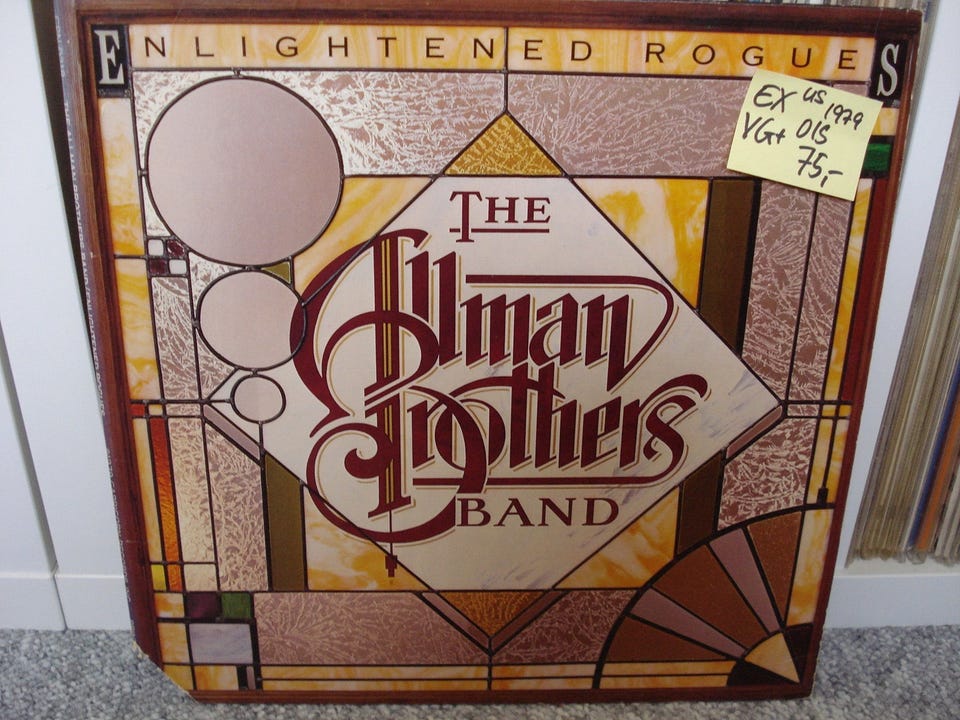 ENLIGHTENED ROGUES
EX US 1979
VG+ OIS
75,-
THE
Allman
Brothers
BAND